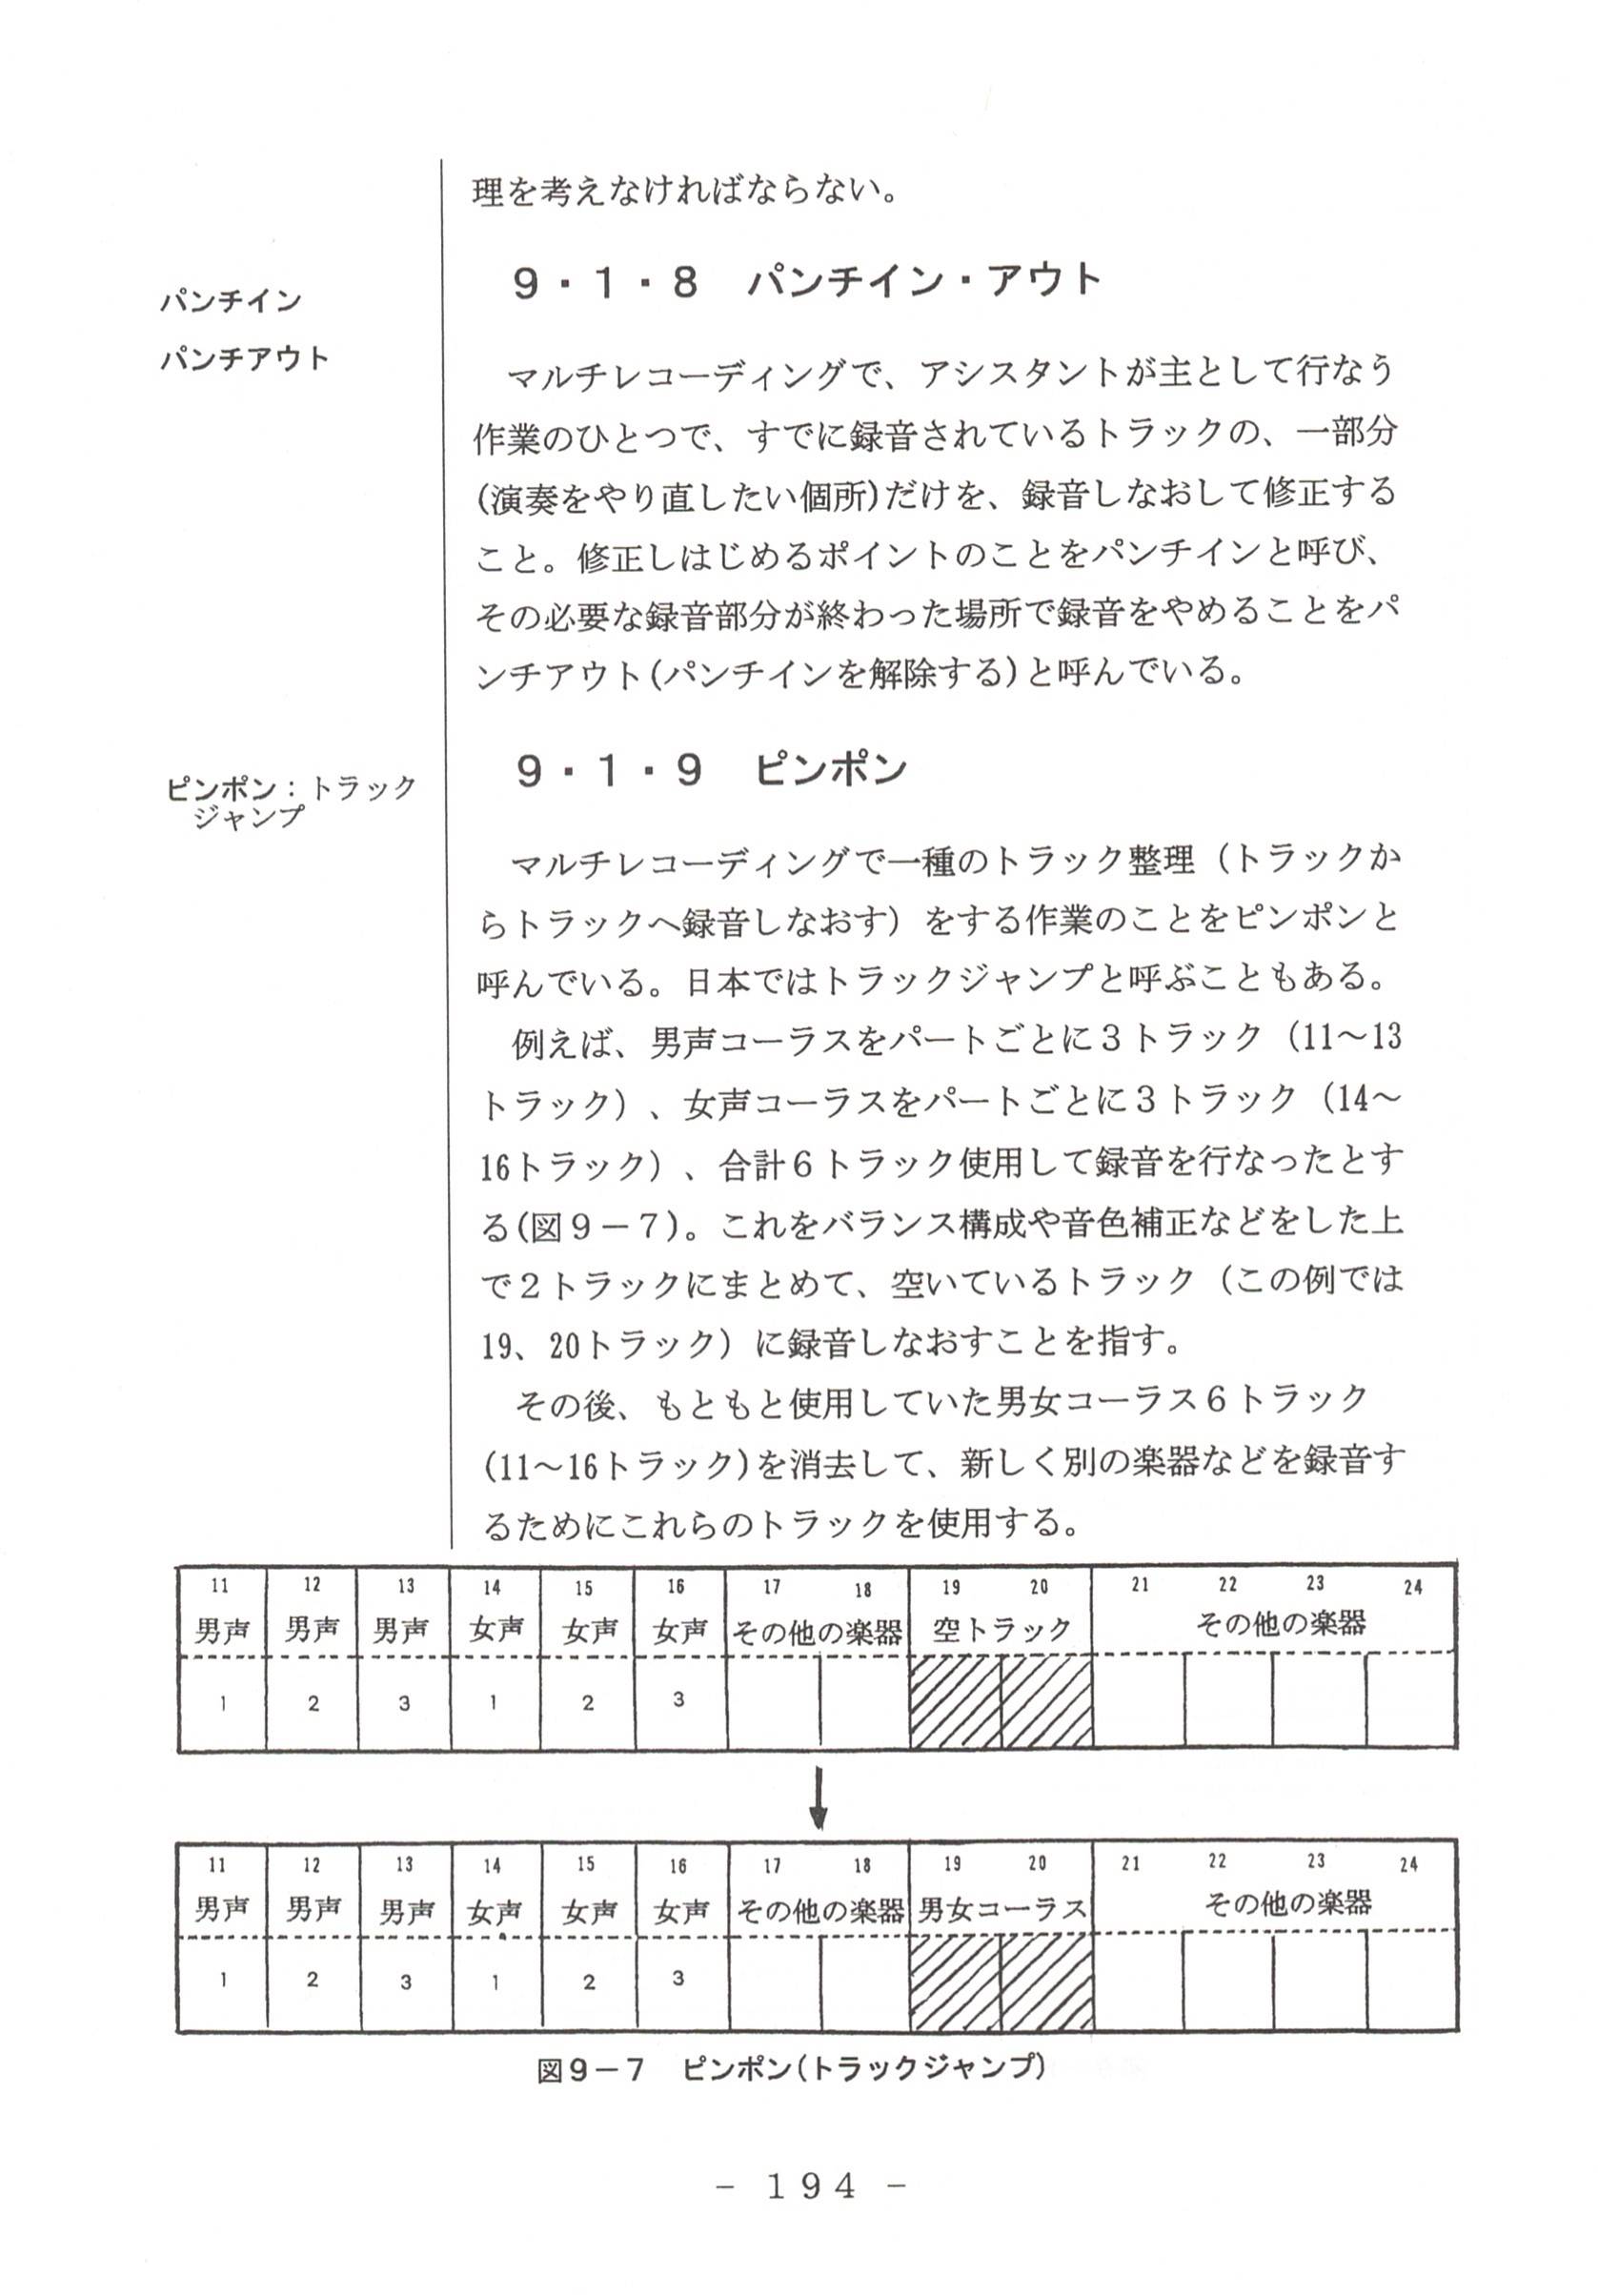 理を考えなければならない。
パンチイン
パンチアウト
9・1・8　パンチイン・アウト
マルチレコーディングで、アシスタントが主として行なう
作業のひとつで、すでに録音されているトラックの、一部分
(演奏をやり直したい個所)だけを、録音しなおして修正する
こと。修正しはじめるポイントのことをパンチインと呼び、
その必要な録音部分が終わった場所で録音をやめることをパ
ンチアウト(パンチインを解除する)と呼んでいる。
ピンポン：トラック
ジャンプ
9・1・9　ピンポン
マルチレコーディングで一種のトラック整理（トラックか
らトラックへ録音しなおす）をする作業のことをピンポンと
呼んでいる。日本ではトラックジャンプと呼ぶこともある。
例えば、男声コーラスをパートごとに3トラック（11～13
トラック）、女声コーラスをパートごとに3トラック（14～
16トラック）、合計6トラック使用して録音を行なったとす
る(図9－7)。これをバランス構成や音色補正などをした上
で2トラックにまとめて、空いているトラック（この例では
19、20トラック）に録音しなおすことを指す。
その後、もともと使用していた男女コーラス6トラック
(11～16トラック)を消去して、新しく別の楽器などを録音す
るためにこれらのトラックを使用する。
11 12 13 14 15 16 17 18 19 20 21 22 23 24
男声 男声 男声 女声 女声 女声 その他の楽器 空トラック その他の楽器
1 2 3 1 2 3
11 12 13 14 15 16 17 18 19 20 21 22 23 24
男声 男声 男声 女声 女声 女声 その他の楽器 男女コーラス その他の楽器
1 2 3 1 2 3
図9－7　ピンポン(トラックジャンプ)
－ 194 －